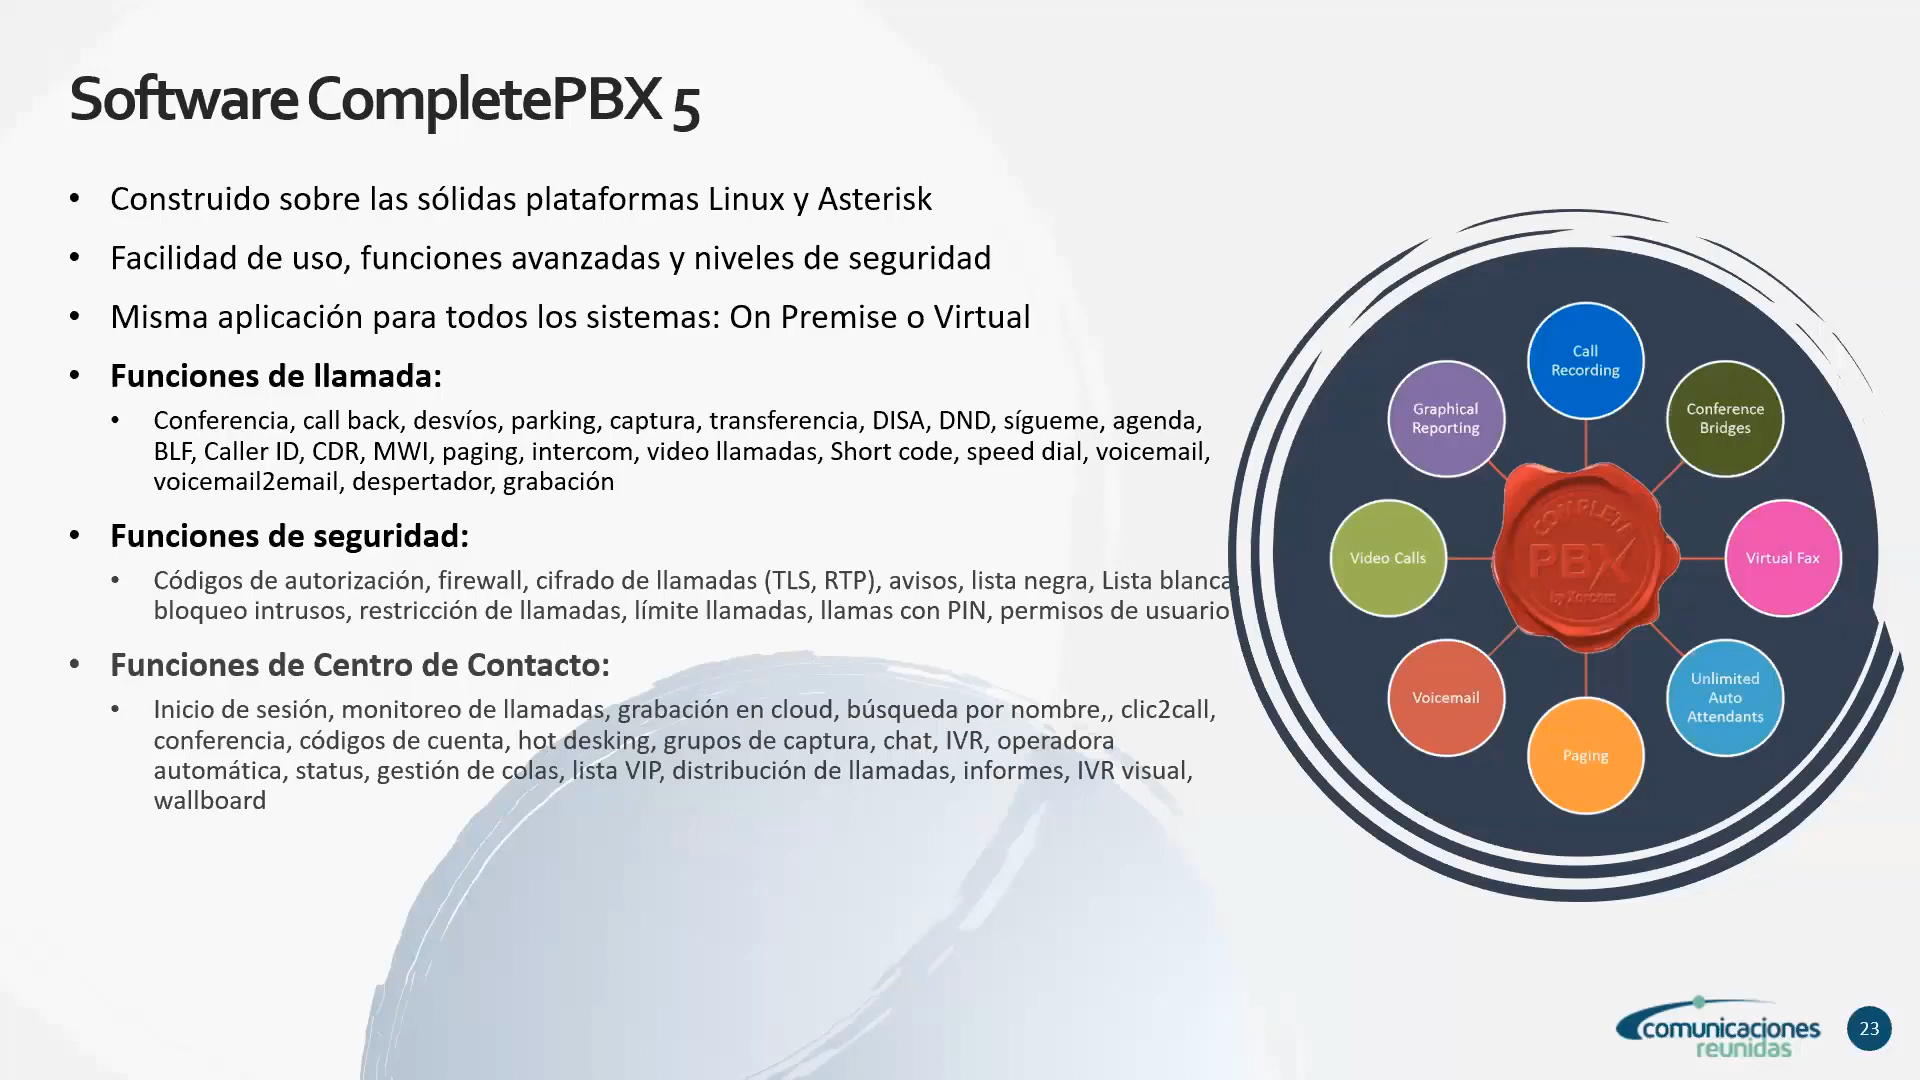 Software CompletePBX 5
• Construido sobre las sólidas plataformas Linux y Asterisk
• Facilidad de uso, funciones avanzadas y niveles de seguridad
• Misma aplicación para todos los sistemas: On Premise o Virtual
• Funciones de llamada:
• Conferencia, call back, desvíos, parking, captura, transferencia, DISA, DND, sígueme, agenda,
BLF, Caller ID, CDR, MWI, paging, intercom, video llamadas, Short code, speed dial, voicemail,
voicemail2email, despertador, grabación
• Funciones de seguridad:
• Códigos de autorización, firewall, cifrado de llamadas (TLS, RTP), avisos, lista negra, Lista blanca,
bloqueo intrusos, restricción de llamadas, límite llamadas, llamas con PIN, permisos de usuario
• Funciones de Centro de Contacto:
• Inicio de sesión, monitoreo de llamadas, grabación en cloud, búsqueda por nombre,, clic2call,
conferencia, códigos de cuenta, hot desking, grupos de captura, chat, IVR, operadora
automática, status, gestión de colas, lista VIP, distribución de llamadas, informes, IVR visual,
wallboard
Call
Recording
Graphical
Reporting
Conference
Bridges
Video Calls
COMPLETE
PBX
by Xorcom
Virtual Fax
Voicemail
Unlimited
Auto
Attendants
Paging
comunicaciones
reunidas
23